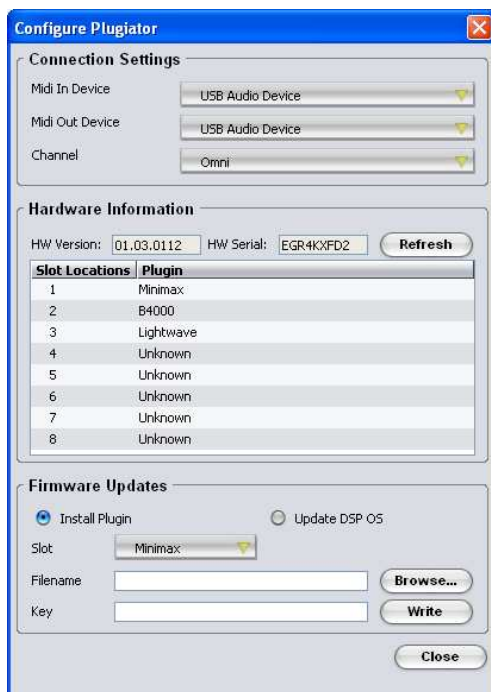 Configure Plugiator
Connection Settings
Midi In Device USB Audio Device
Midi Out Device USB Audio Device
Channel Omni
Hardware Information
HW Version: 01.03.0112 HW Serial: EGR4KXFD2 Refresh
Slot Locations Plugin
1 Minimax
2 B4000
3 Lightwave
4 Unknown
5 Unknown
6 Unknown
7 Unknown
8 Unknown
Firmware Updates
Install Plugin Update DSP OS
Slot Minimax
Filename Browse...
Key Write
Close